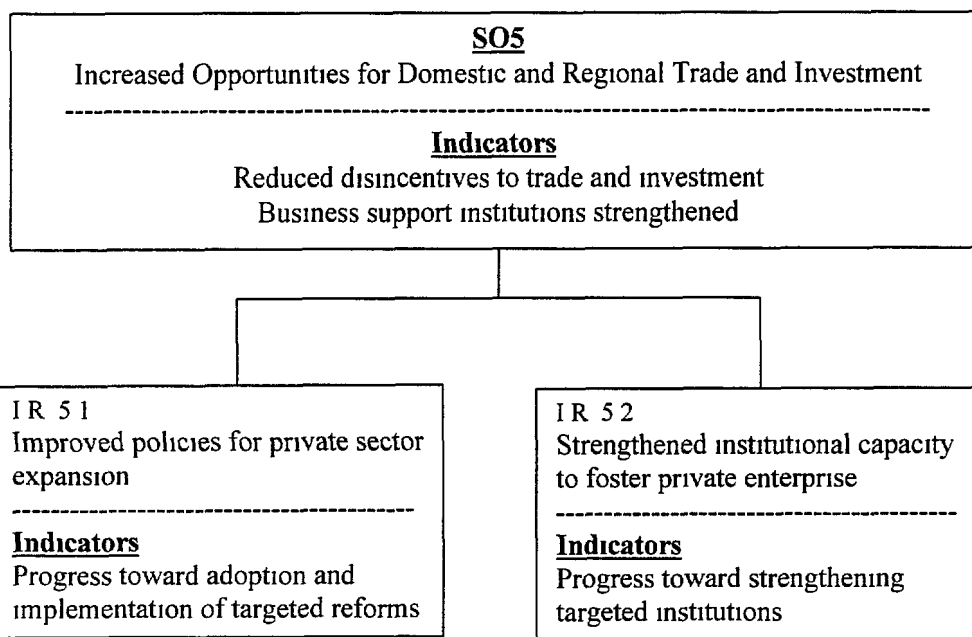 SO5
Increased Opportunities for Domestic and Regional Trade and Investment
Indicators
Reduced disincentives to trade and investment
Business support institutions strengthened
I R 5 1
Improved policies for private sector
expansion
Indicators
Progress toward adoption and
implementation of targeted reforms
I R 5 2
Strengthened institutional capacity
to foster private enterprise
Indicators
Progress toward strengthening
targeted institutions